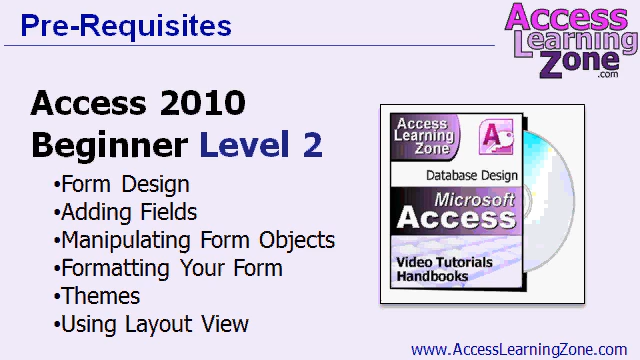 Pre-Requisites
Access
Learning
Zone
.com
Access 2010
Beginner Level 2
•Form Design
•Adding Fields
•Manipulating Form Objects
•Formatting Your Form
•Themes
•Using Layout View
Access
Learning
Zone
A
Database Design
Microsoft
Access
Video Tutorials
Handbooks
www.AccessLearningZone.com